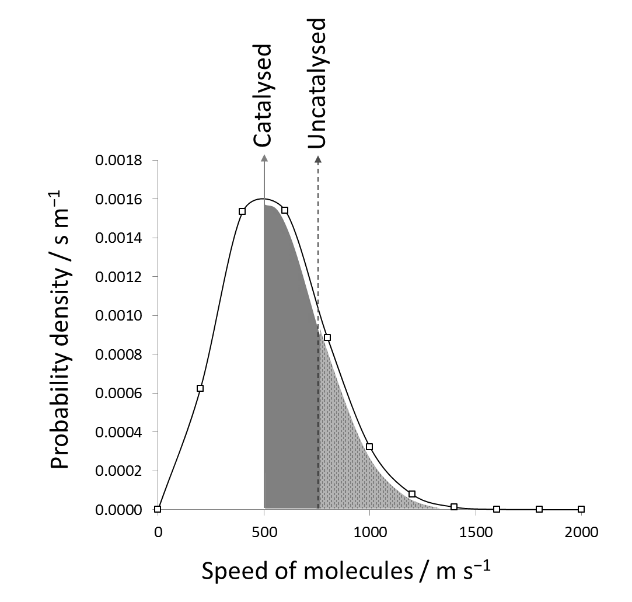 Catalysed
Uncatalysed
Probability density / s m⁻¹
0.0018
0.0016
0.0014
0.0012
0.0010
0.0008
0.0006
0.0004
0.0002
0.0000
0 500 1000 1500 2000
Speed of molecules / m s⁻¹